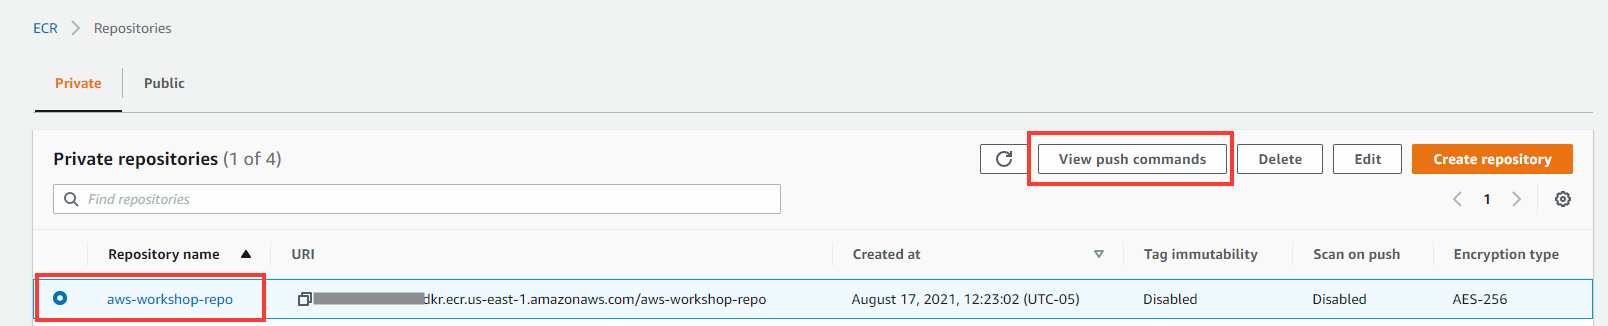 ECR > Repositories
Private Public
Private repositories (1 of 4) View push commands Delete Edit Create repository
Find repositories 1
Repository name URI Created at Tag immutability Scan on push Encryption type
aws-workshop-repo dkr.ecr.us-east-1.amazonaws.com/aws-workshop-repo August 17, 2021, 12:23:02 (UTC-05) Disabled Disabled AES-256